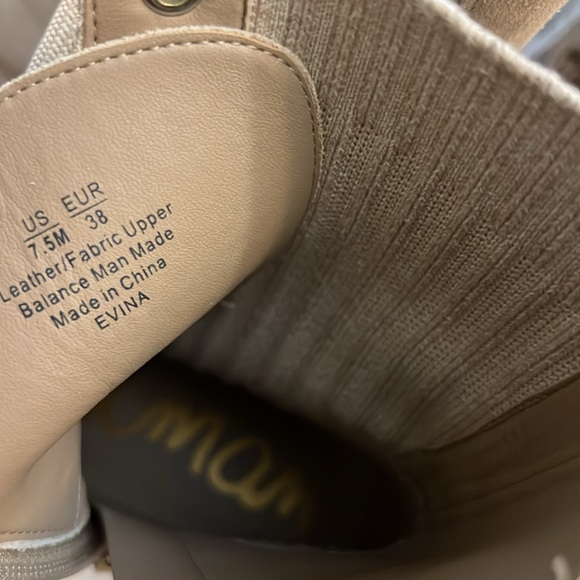 US EUR
7.5M 38
Leather/Fabric Upper
Balance Man Made
Made in China
EVINA